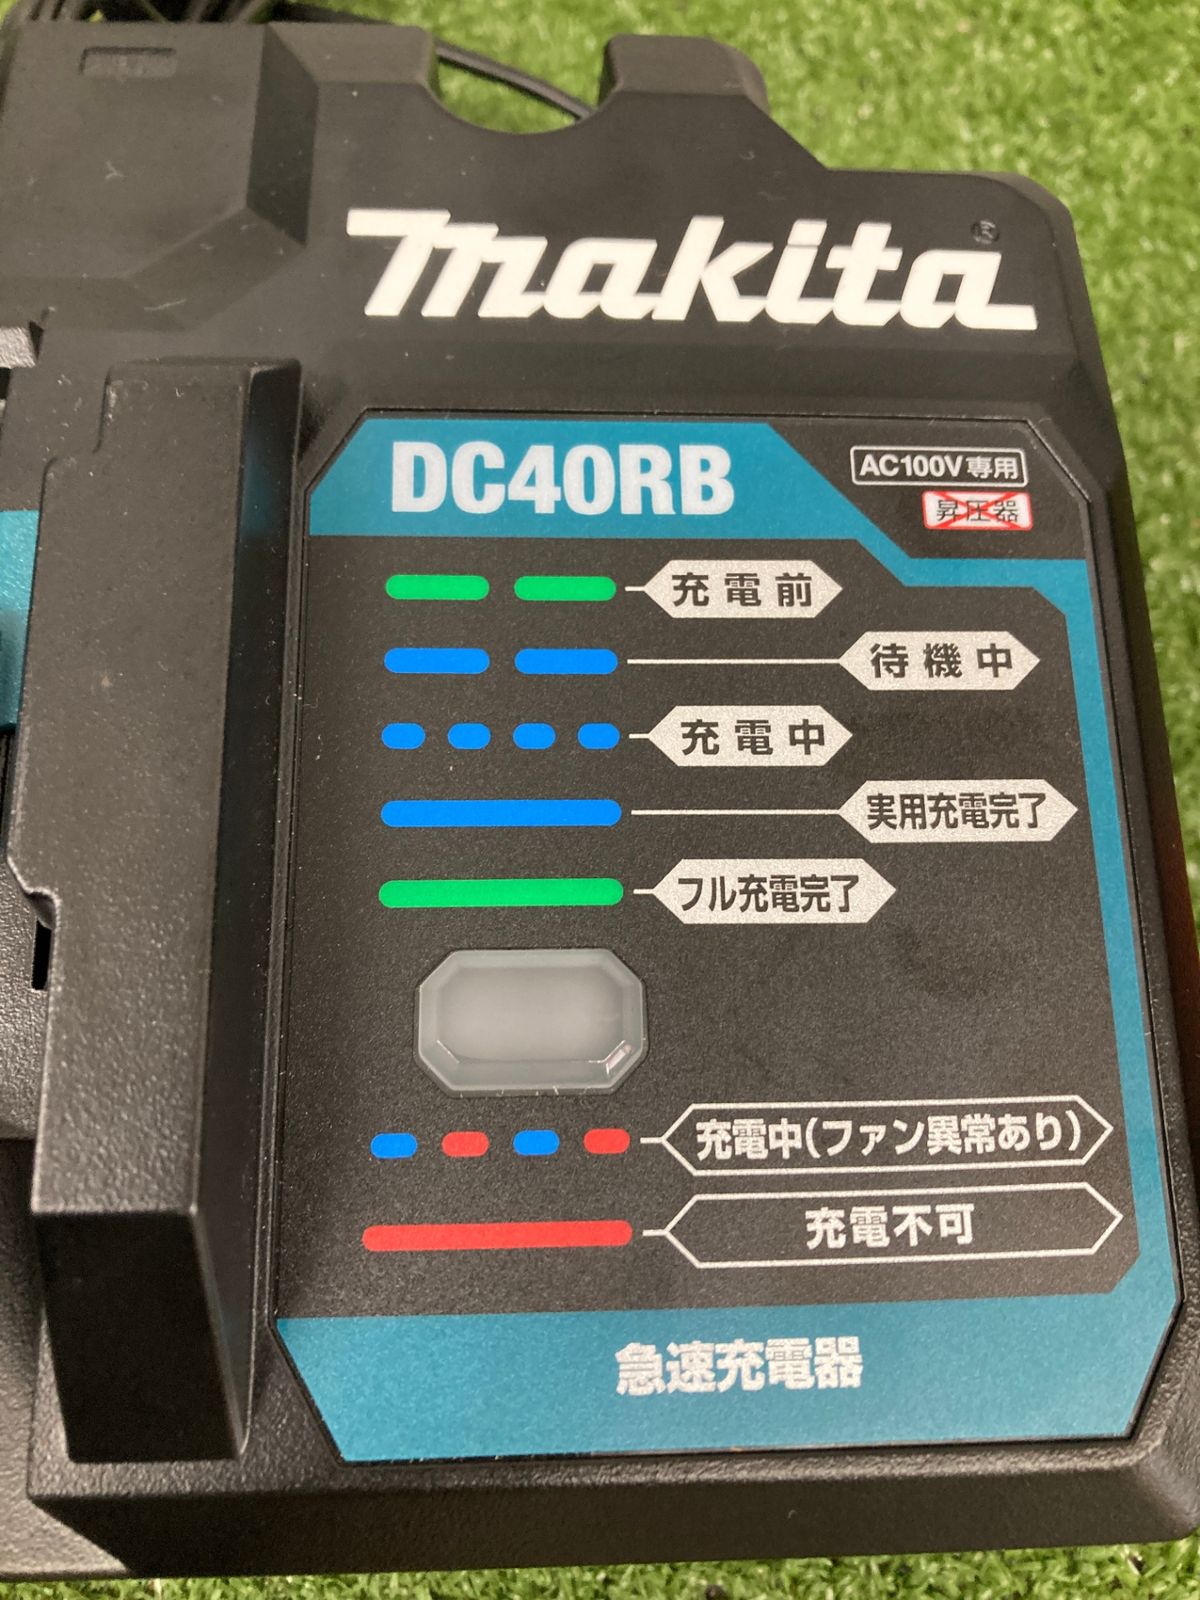 makita®
DC40RB
AC100V専用
昇圧器
充電前
待機中
充電中
実用充電完了
フル充電完了
充電中(ファン異常あり)
充電不可
急速充電器